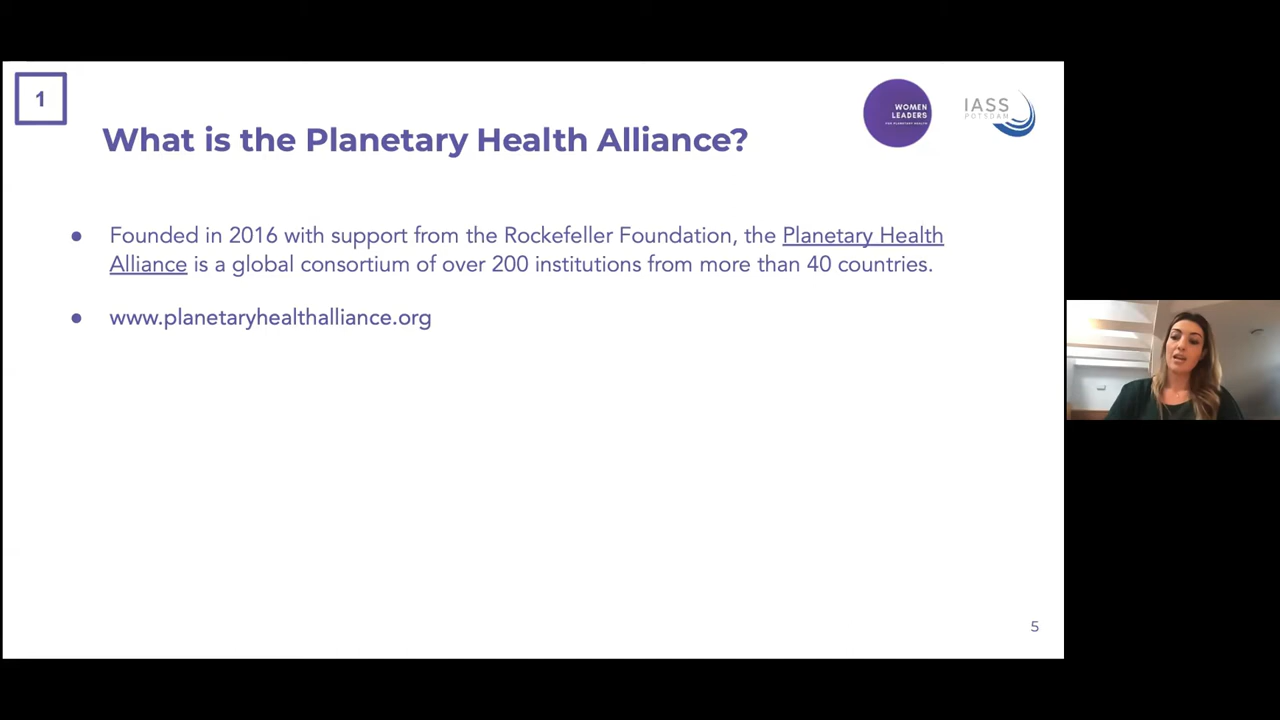 1
WOMEN
LEADERS
FOR PLANETARY HEALTH
IASS
POTSDAM
What is the Planetary Health Alliance?
● Founded in 2016 with support from the Rockefeller Foundation, the Planetary Health
Alliance is a global consortium of over 200 institutions from more than 40 countries.
● www.planetaryhealthalliance.org
5